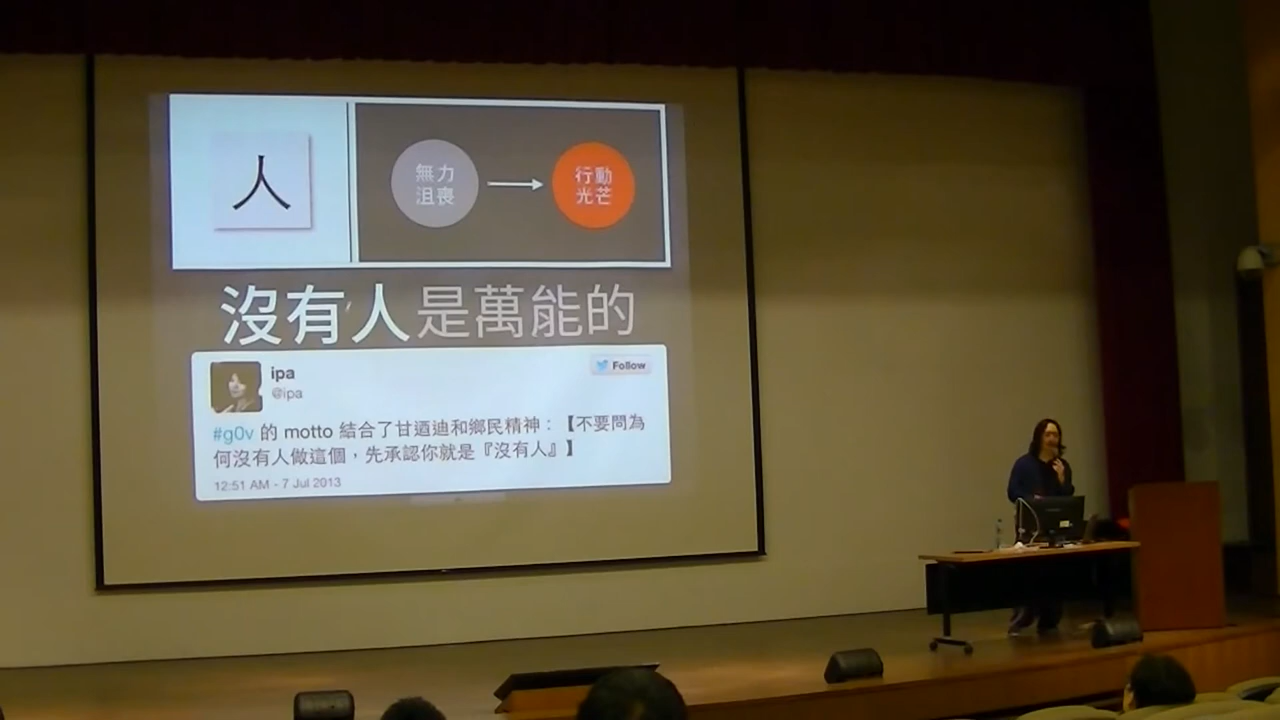 人
無力
沮喪
行動
光芒
沒有人是萬能的
ipa
@ipa
Follow
#g0v 的 motto 結合了甘迺迪和鄉民精神：【不要問為
何沒有人做這個，先承認你就是『沒有人』】
12:51 AM - 7 Jul 2013